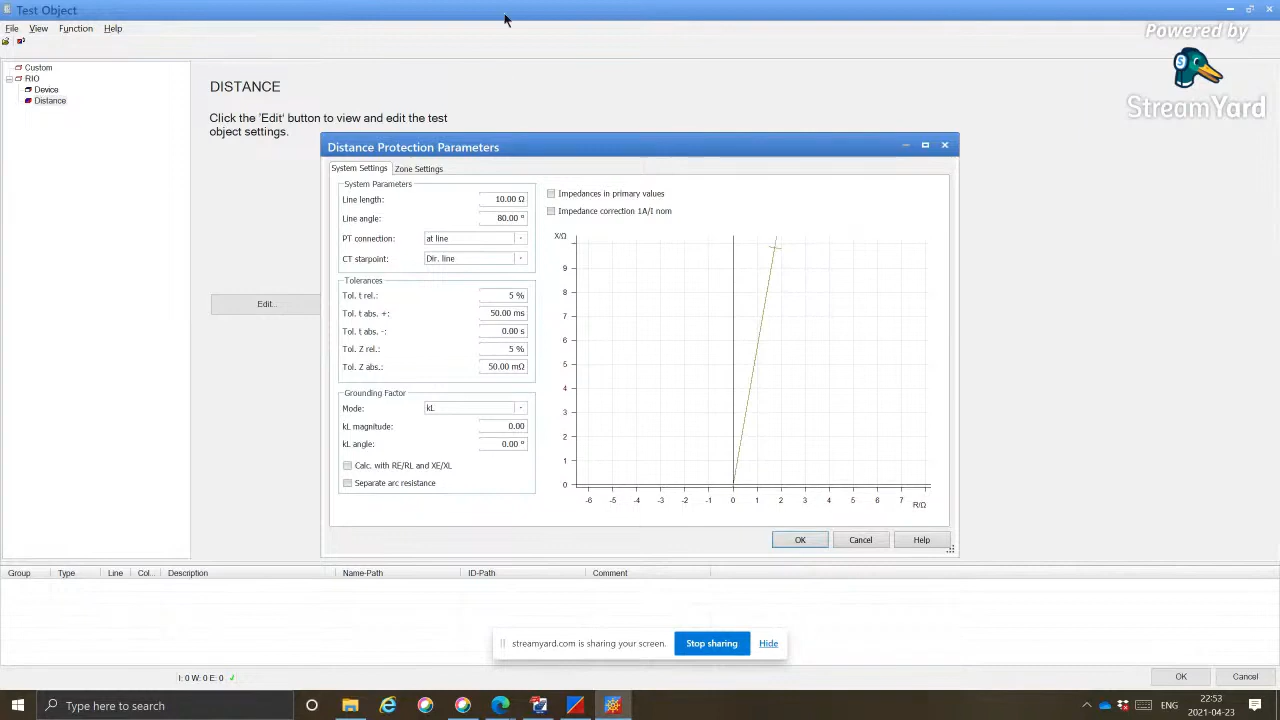 Test Object
File View Function Help
Powered by
StreamYard
Custom
RIO
Device
Distance
DISTANCE
Click the 'Edit' button to view and edit the test
object settings.
Edit...
Distance Protection Parameters
System Settings Zone Settings
System Parameters
Line length: 10.00 Ω
Line angle: 80.00 °
PT connection: at line
CT starpoint: Dir. line
Tolerances
Tol. t rel.: 5 %
Tol. t abs. +: 50.00 ms
Tol. t abs. -: 0.00 s
Tol. Z rel.: 5 %
Tol. Z abs.: 50.00 mΩ
Grounding Factor
Mode: kL
kL magnitude: 0.00
kL angle: 0.00 °
Calc. with RE/RL and XE/XL
Separate arc resistance
Impedances in primary values
Impedance correction 1A/I nom
X/Ω
9
8
7
6
5
4
3
2
1
0
-6 -5 -4 -3 -2 -1 0 1 2 3 4 5 6 7
R/Ω
OK Cancel Help
Group Type Line Col... Description Name-Path ID-Path Comment
streamyard.com is sharing your screen. Stop sharing Hide
I: 0 W: 0 E: 0
OK Cancel
Type here to search
ENG
22:53
2021-04-23